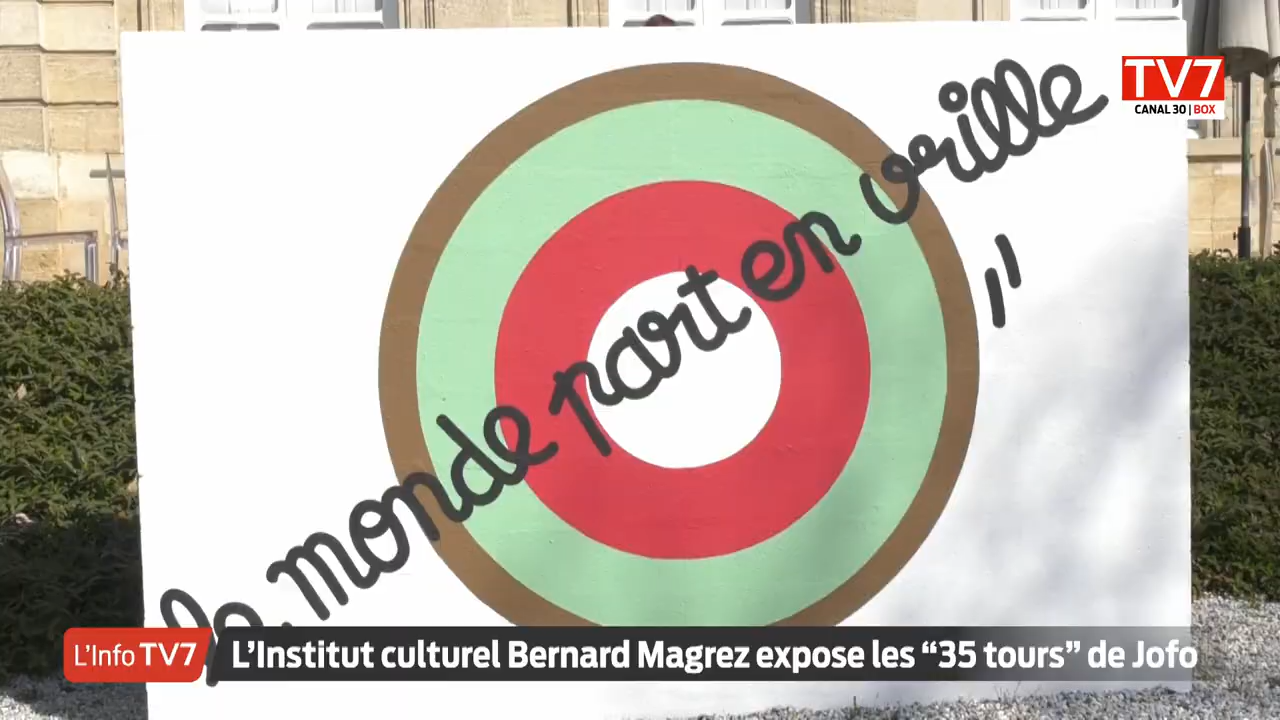 TV7
CANAL 30 | BOX
le monde part en vrille
"
L'Info TV7
L'Institut culturel Bernard Magrez expose les “35 tours” de Jofo